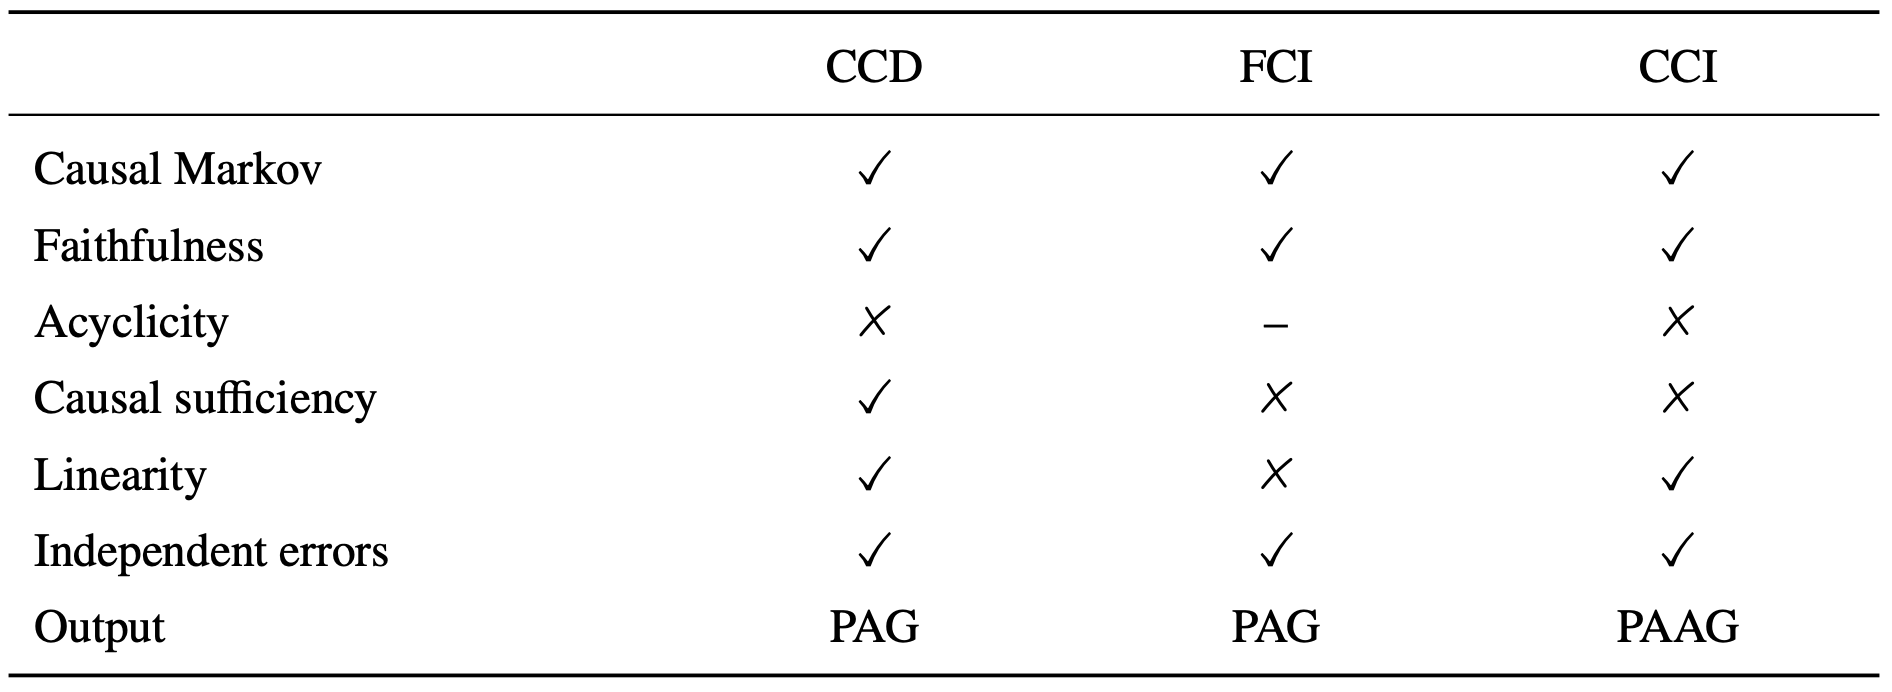 CCD FCI CCI
Causal Markov ✓ ✓ ✓
Faithfulness ✓ ✓ ✓
Acyclicity ✗ – ✗
Causal sufficiency ✓ ✗ ✗
Linearity ✓ ✗ ✓
Independent errors ✓ ✓ ✓
Output PAG PAG PAAG